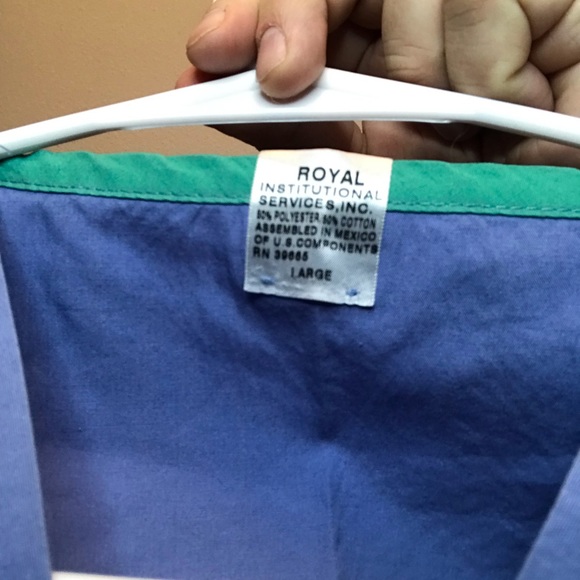 ROYAL
INSTITUTIONAL
SERVICES, INC.
50% POLYESTER 50% COTTON
ASSEMBLED IN MEXICO
OF U.S. COMPONENTS
RN 39665
LARGE